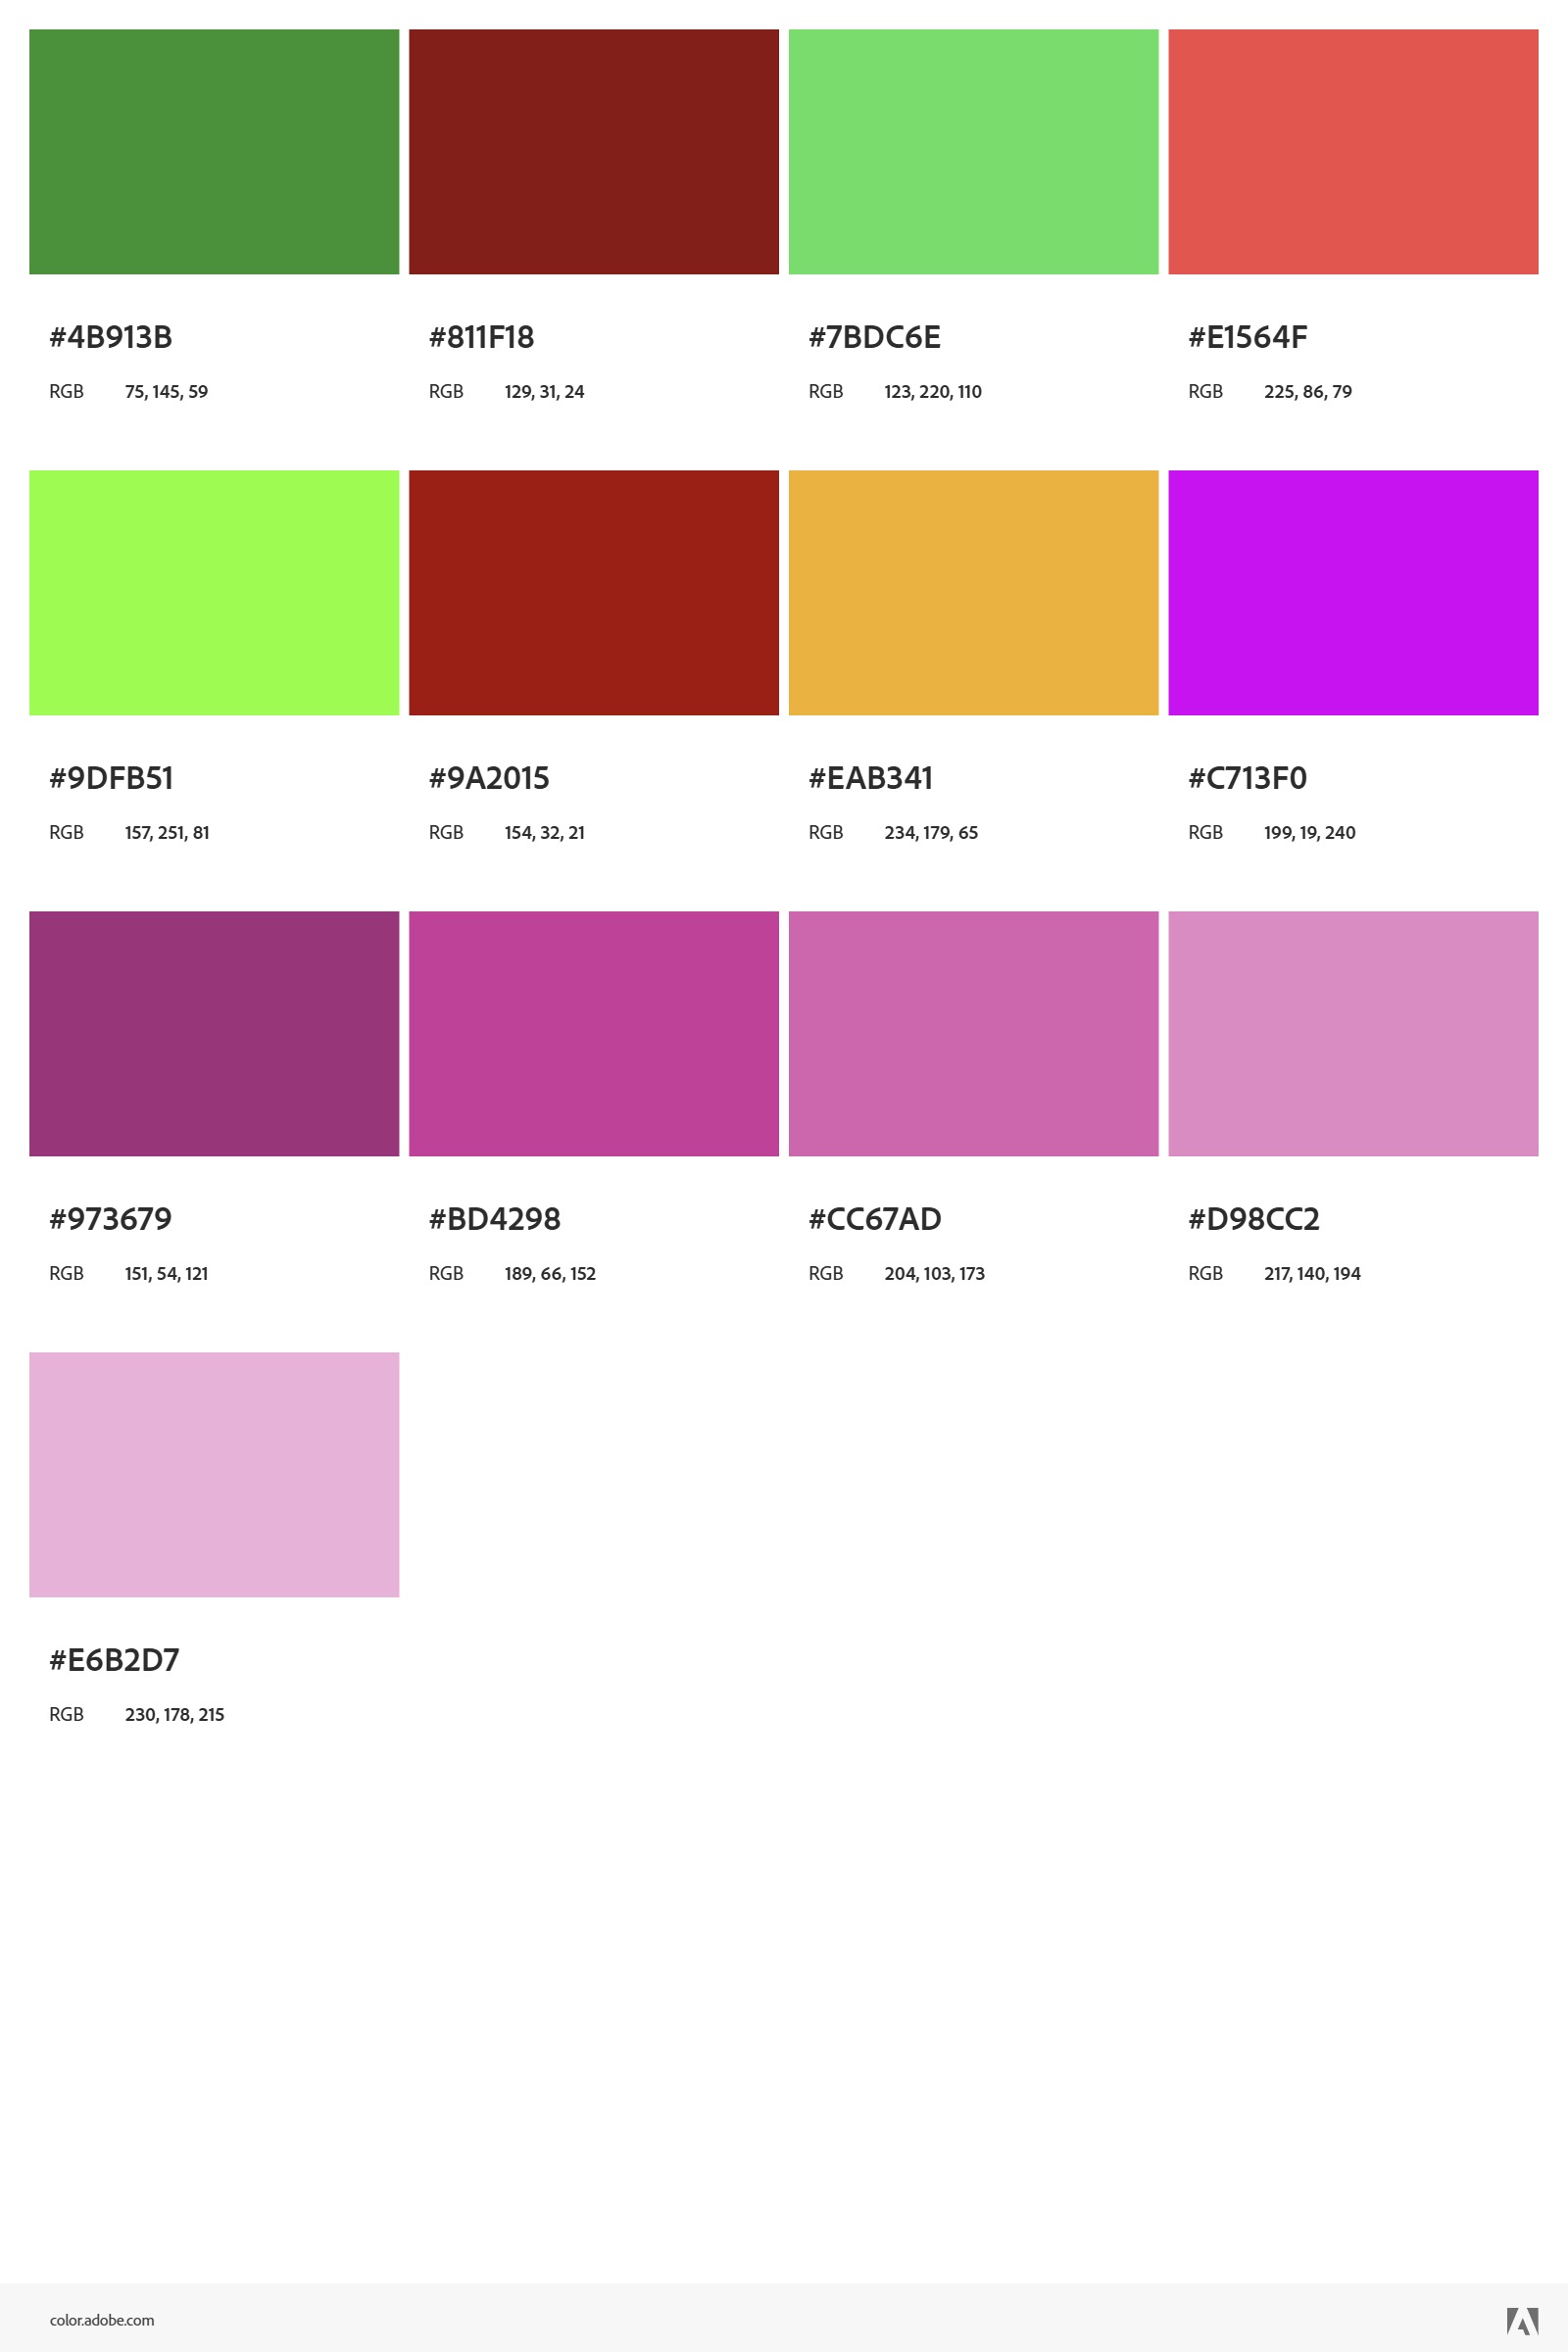 #4B913B #811F18 #7BDC6E #E1564F
RGB 75, 145, 59 RGB 129, 31, 24 RGB 123, 220, 110 RGB 225, 86, 79
#9DFB51 #9A2015 #EAB341 #C713F0
RGB 157, 251, 81 RGB 154, 32, 21 RGB 234, 179, 65 RGB 199, 19, 240
#973679 #BD4298 #CC67AD #D98CC2
RGB 151, 54, 121 RGB 189, 66, 152 RGB 204, 103, 173 RGB 217, 140, 194
#E6B2D7
RGB 230, 178, 215
color.adobe.com